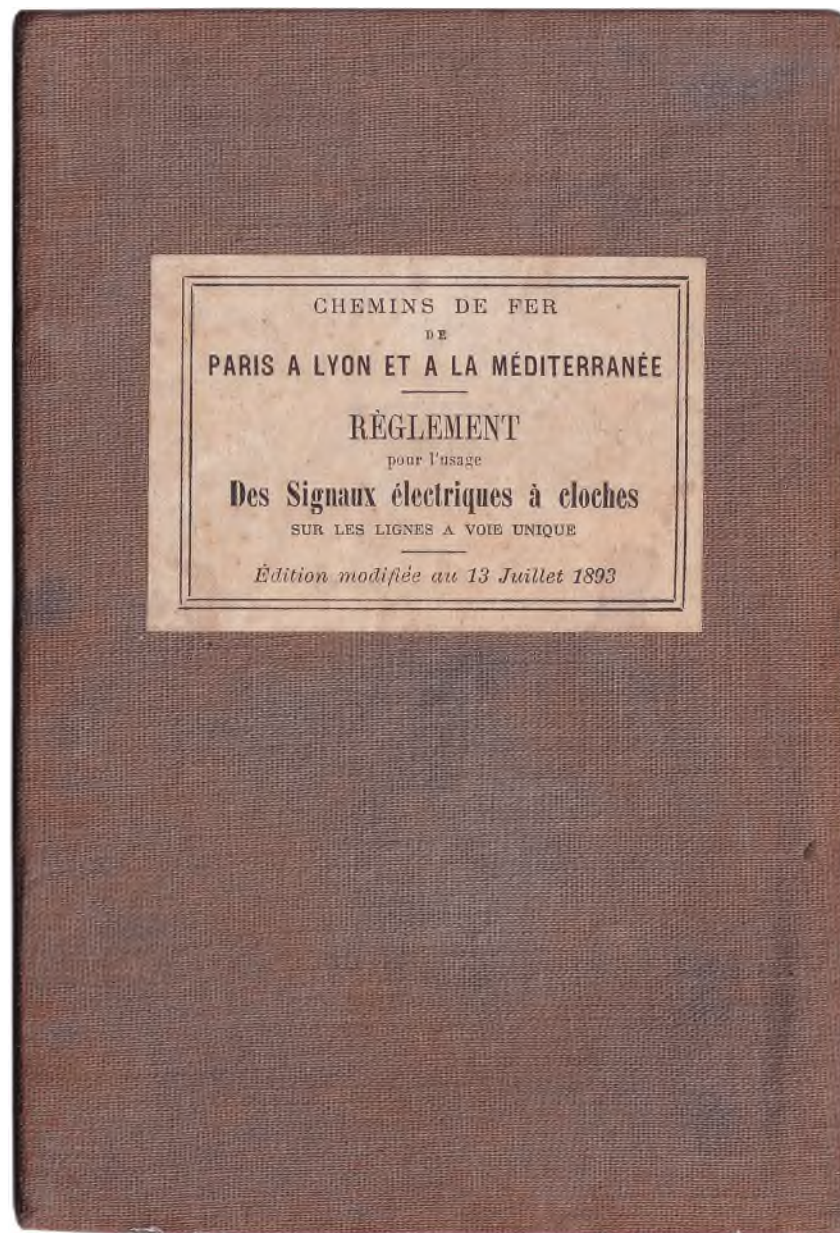 CHEMINS DE FER
DE
PARIS A LYON ET A LA MÉDITERRANÉE
RÈGLEMENT
pour l'usage
Des Signaux électriques à cloches
SUR LES LIGNES A VOIE UNIQUE
Édition modifiée au 13 Juillet 1893